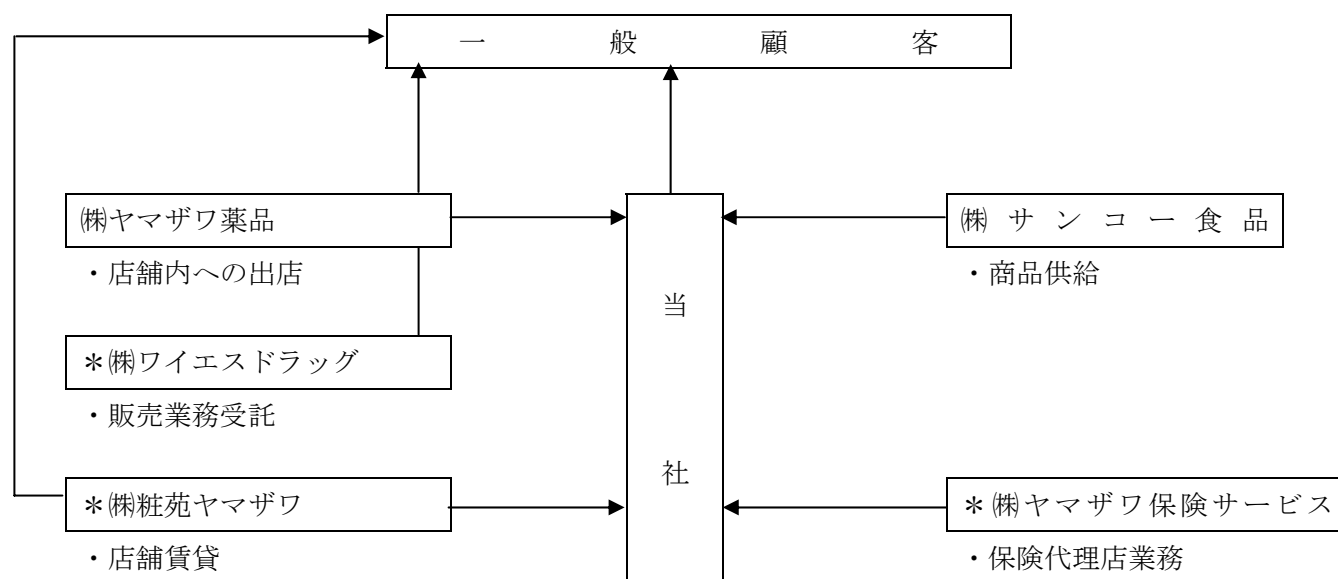 一般顧客
㈱ヤマザワ薬品
・店舗内への出店
＊㈱ワイエスドラッグ
・販売業務受託
＊㈱粧苑ヤマザワ
・店舗賃貸
当社
㈱サンコー食品
・商品供給
＊㈱ヤマザワ保険サービス
・保険代理店業務